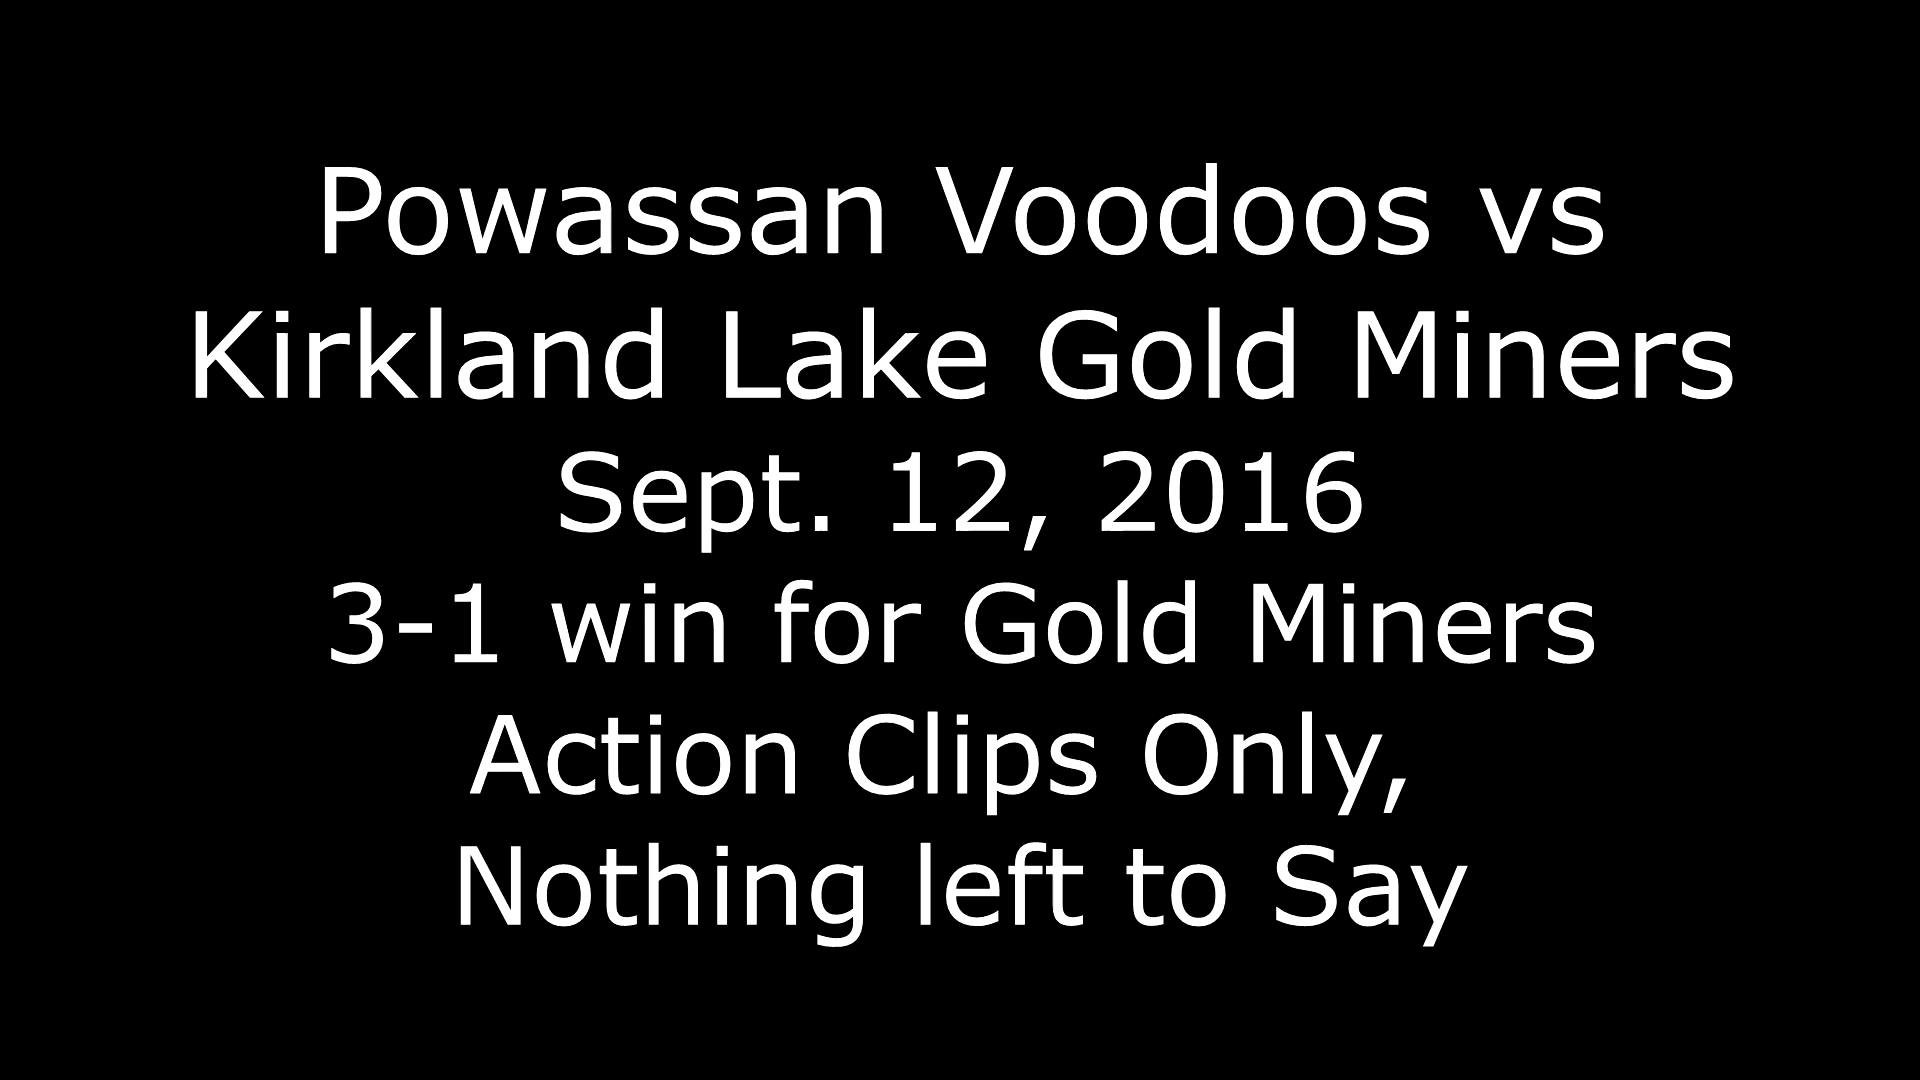 Powassan Voodoos vs
Kirkland Lake Gold Miners
Sept. 12, 2016
3-1 win for Gold Miners
Action Clips Only,
Nothing left to Say